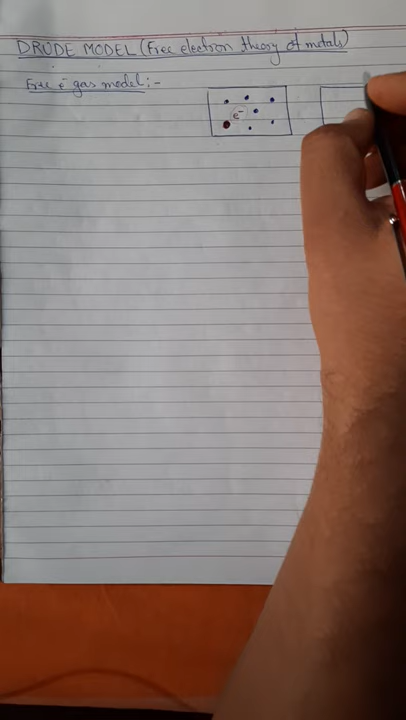 DRUDE MODEL (Free electron theory of metals)
Free e⁻ gas model:-
e⁻